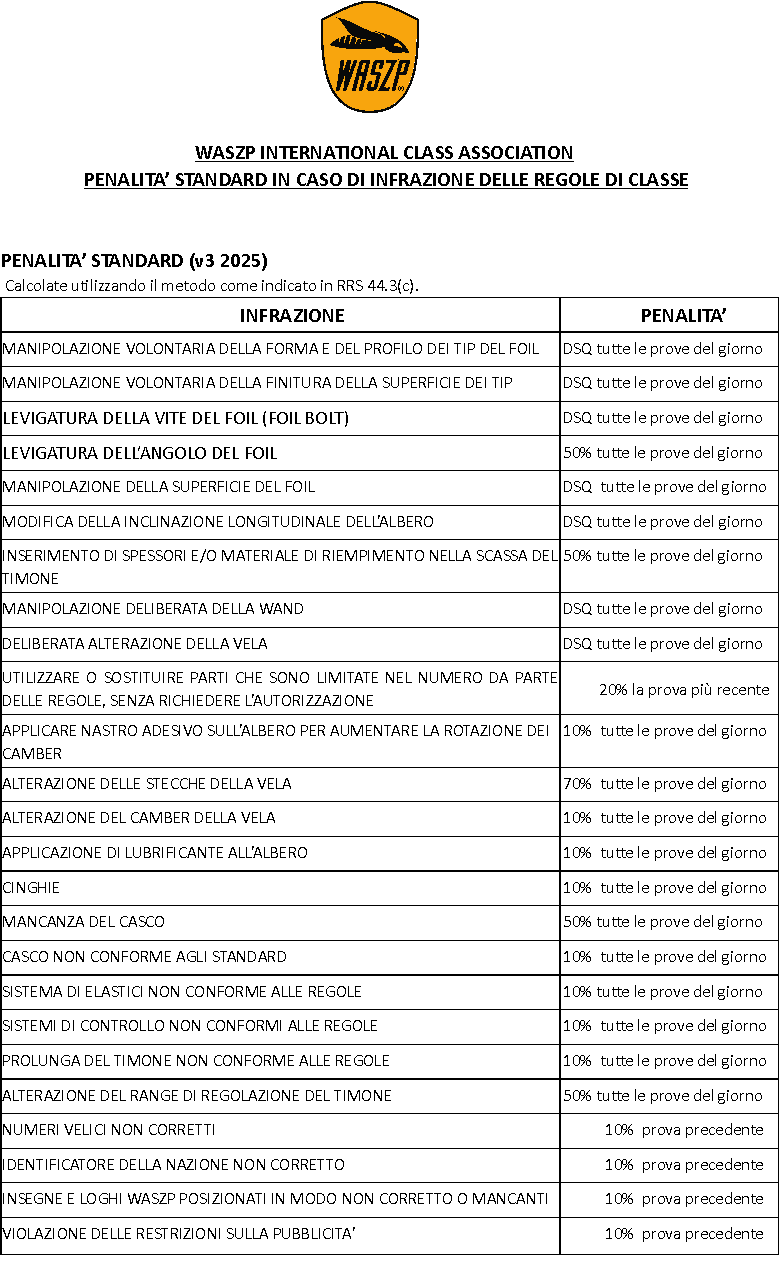 WASZP
WASZP INTERNATIONAL CLASS ASSOCIATION
PENALITA’ STANDARD IN CASO DI INFRAZIONE DELLE REGOLE DI CLASSE
PENALITA’ STANDARD (v3 2025)
Calcolate utilizzando il metodo come indicato in RRS 44.3(c).
INFRAZIONE PENALITA’
MANIPOLAZIONE VOLONTARIA DELLA FORMA E DEL PROFILO DEI TIP DEL FOIL DSQ tutte le prove del giorno
MANIPOLAZIONE VOLONTARIA DELLA FINITURA DELLA SUPERFICIE DEI TIP DSQ tutte le prove del giorno
LEVIGATURA DELLA VITE DEL FOIL (FOIL BOLT) DSQ tutte le prove del giorno
LEVIGATURA DELL’ANGOLO DEL FOIL 50% tutte le prove del giorno
MANIPOLAZIONE DELLA SUPERFICIE DEL FOIL DSQ tutte le prove del giorno
MODIFICA DELLA INCLINAZIONE LONGITUDINALE DELL’ALBERO DSQ tutte le prove del giorno
INSERIMENTO DI SPESSORI E/O MATERIALE DI RIEMPIMENTO NELLA SCASSA DEL 50% tutte le prove del giorno
TIMONE
MANIPOLAZIONE DELIBERATA DELLA WAND DSQ tutte le prove del giorno
DELIBERATA ALTERAZIONE DELLA VELA DSQ tutte le prove del giorno
UTILIZZARE O SOSTITUIRE PARTI CHE SONO LIMITATE NEL NUMERO DA PARTE
DELLE REGOLE, SENZA RICHIEDERE L’AUTORIZZAZIONE 20% la prova più recente
APPLICARE NASTRO ADESIVO SULL’ALBERO PER AUMENTARE LA ROTAZIONE DEI 10% tutte le prove del giorno
CAMBER
ALTERAZIONE DELLE STECCHE DELLA VELA 70% tutte le prove del giorno
ALTERAZIONE DEL CAMBER DELLA VELA 10% tutte le prove del giorno
APPLICAZIONE DI LUBRIFICANTE ALL’ALBERO 10% tutte le prove del giorno
CINGHIE 10% tutte le prove del giorno
MANCANZA DEL CASCO 50% tutte le prove del giorno
CASCO NON CONFORME AGLI STANDARD 10% tutte le prove del giorno
SISTEMA DI ELASTICI NON CONFORME ALLE REGOLE 10% tutte le prove del giorno
SISTEMI DI CONTROLLO NON CONFORMI ALLE REGOLE 10% tutte le prove del giorno
PROLUNGA DEL TIMONE NON CONFORME ALLE REGOLE 10% tutte le prove del giorno
ALTERAZIONE DEL RANGE DI REGOLAZIONE DEL TIMONE 50% tutte le prove del giorno
NUMERI VELICI NON CORRETTI 10% prova precedente
IDENTIFICATORE DELLA NAZIONE NON CORRETTO 10% prova precedente
INSEGNE E LOGHI WASZP POSIZIONATI IN MODO NON CORRETTO O MANCANTI 10% prova precedente
VIOLAZIONE DELLE RESTRIZIONI SULLA PUBBLICITA’ 10% prova precedente